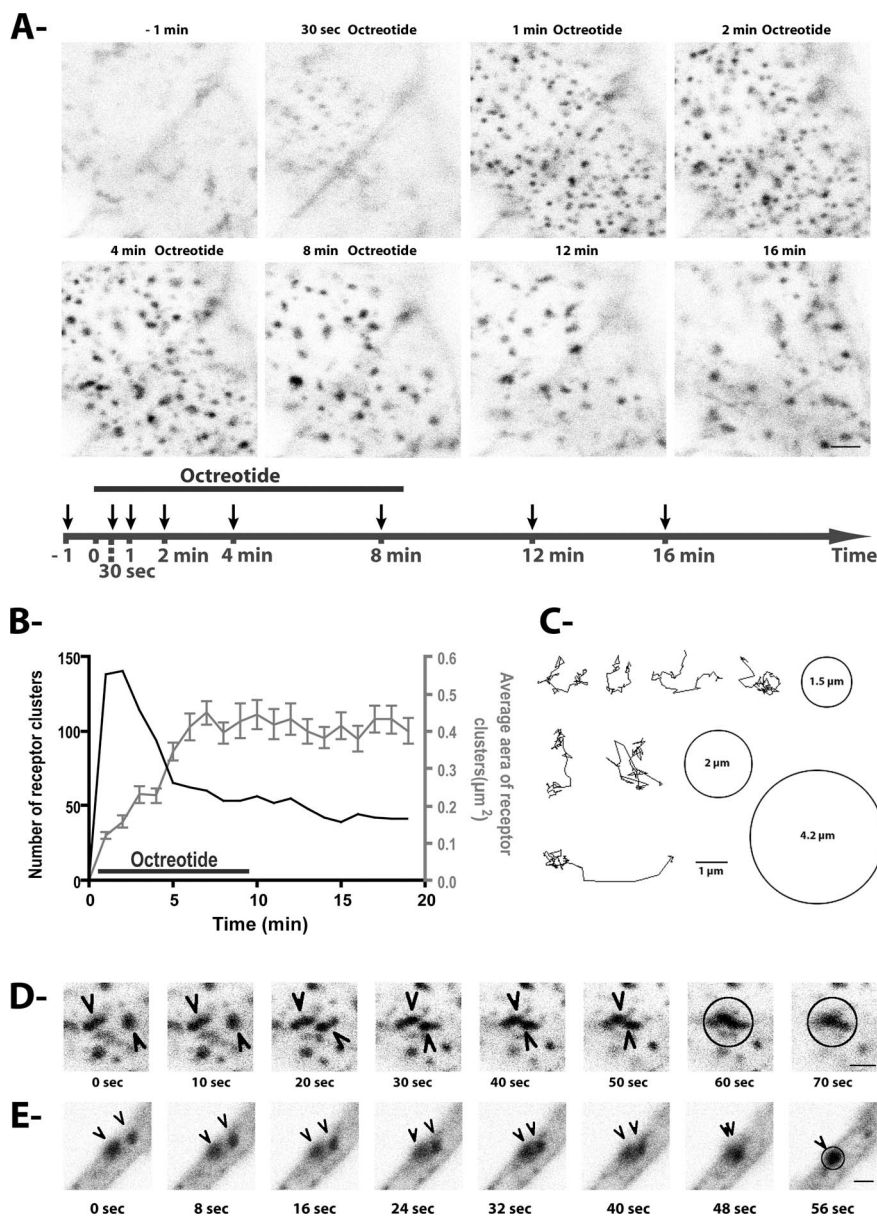 A-
- 1 min 30 sec Octreotide 1 min Octreotide 2 min Octreotide
4 min Octreotide 8 min Octreotide 12 min 16 min
Octreotide
- 1 0 1 2 min 4 min 8 min 12 min 16 min Time
30 sec
B-
Number of receptor clusters
150
100
50
0
0.6
0.5
0.4
0.3
0.2
0.1
0.0
Average aera of receptor
clusters(µm²)
Octreotide
0 5 10 15 20
Time (min)
C-
1.5 µm
2 µm
4.2 µm
1 µm
D-
0 sec 10 sec 20 sec 30 sec 40 sec 50 sec 60 sec 70 sec
E-
0 sec 8 sec 16 sec 24 sec 32 sec 40 sec 48 sec 56 sec